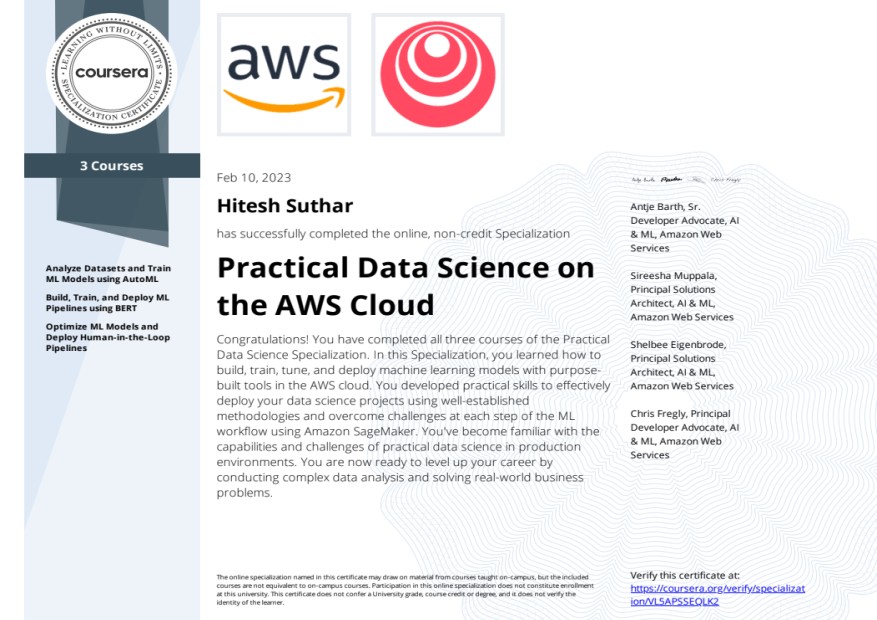 LEARNING WITHOUT LIMITS
coursera
SPECIALIZATION CERTIFICATE
aws
3 Courses
Analyze Datasets and Train
ML Models using AutoML
Build, Train, and Deploy ML
Pipelines using BERT
Optimize ML Models and
Deploy Human-in-the-Loop
Pipelines
Feb 10, 2023
Hitesh Suthar
has successfully completed the online, non-credit Specialization
Practical Data Science on
the AWS Cloud
Congratulations! You have completed all three courses of the Practical
Data Science Specialization. In this Specialization, you learned how to
build, train, tune, and deploy machine learning models with purpose-
built tools in the AWS cloud. You developed practical skills to effectively
deploy your data science projects using well-established
methodologies and overcome challenges at each step of the ML
workflow using Amazon SageMaker. You've become familiar with the
capabilities and challenges of practical data science in production
environments. You are now ready to level up your career by
conducting complex data analysis and solving real-world business
problems.
Antje Barth, Sr.
Developer Advocate, AI
& ML, Amazon Web
Services
Sireesha Muppala,
Principal Solutions
Architect, AI & ML,
Amazon Web Services
Shelbee Eigenbrode,
Principal Solutions
Architect, AI & ML,
Amazon Web Services
Chris Fregly, Principal
Developer Advocate, AI
& ML, Amazon Web
Services
The online specialization named in this certificate may draw on material from courses taught on-campus, but the included
courses are not equivalent to on-campus courses. Participation in this online specialization does not constitute enrollment
at this university. This certificate does not confer a University grade, course credit or degree, and it does not verify the
identity of the learner.
Verify this certificate at:
https://coursera.org/verify/specializat
ion/VL5APSSEQLK2